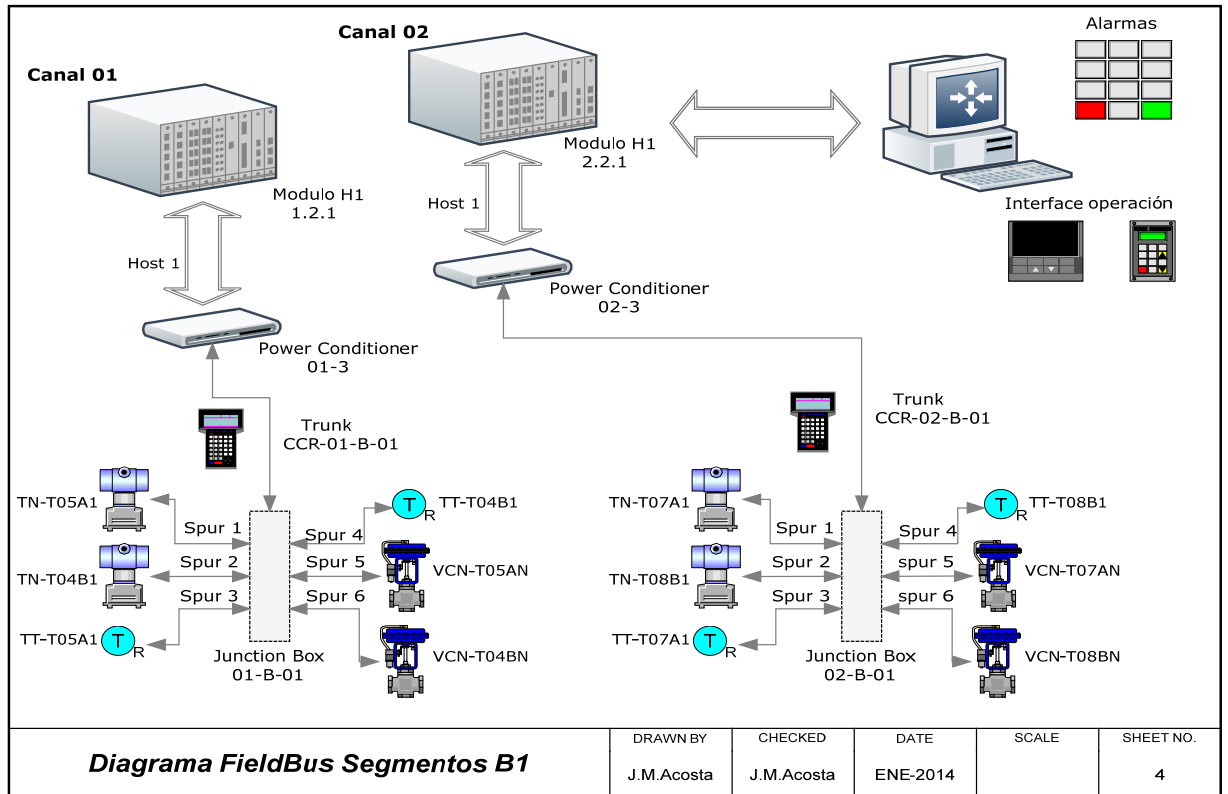 Canal 01
Canal 02
Alarmas
Modulo H1
1.2.1
Modulo H1
2.2.1
Interface operación
Host 1
Host 1
Power Conditioner
01-3
Power Conditioner
02-3
Trunk
CCR-01-B-01
Trunk
CCR-02-B-01
TN-T05A1
Spur 1
Spur 4
T
R
TT-T04B1
TN-T04B1
Spur 2
Spur 5
VCN-T05AN
TT-T05A1
T
R
Spur 3
Spur 6
VCN-T04BN
Junction Box
01-B-01
TN-T07A1
Spur 1
Spur 4
T
R
TT-T08B1
TN-T08B1
Spur 2
spur 5
VCN-T07AN
TT-T07A1
T
R
Spur 3
spur 6
VCN-T08BN
Junction Box
02-B-01
Diagrama FieldBus Segmentos B1
DRAWN BY
J.M.Acosta
CHECKED
J.M.Acosta
DATE
ENE-2014
SCALE
SHEET NO.
4